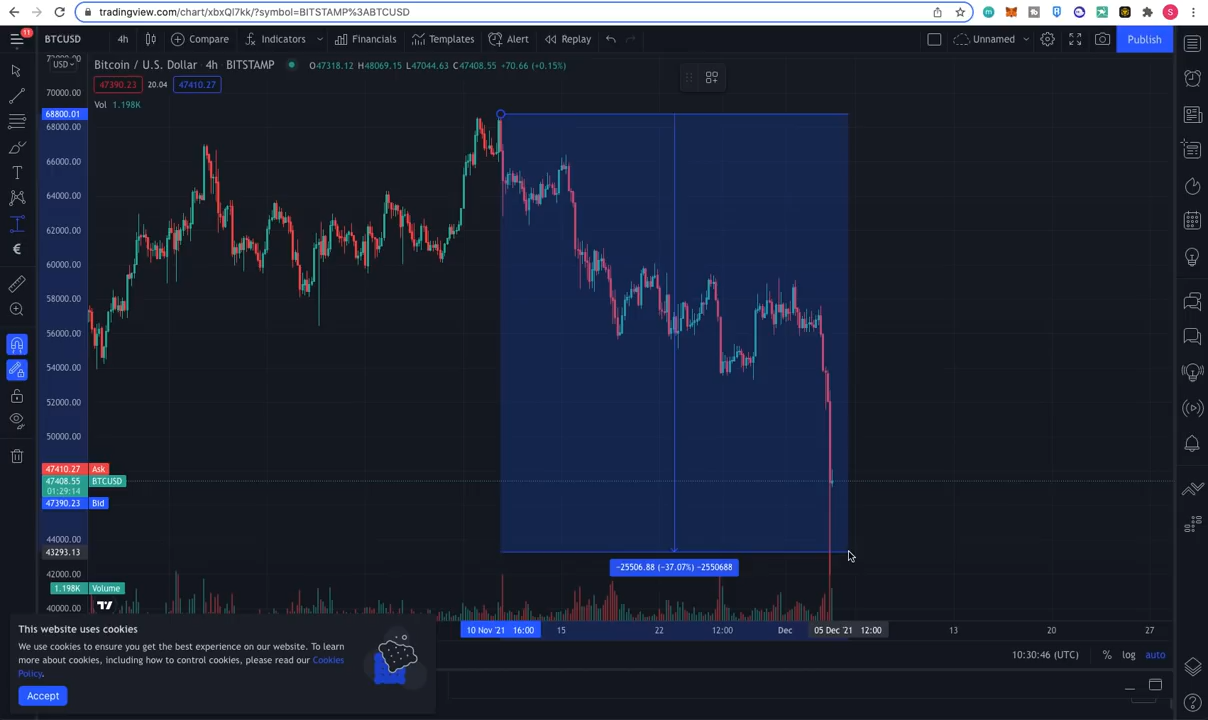 tradingview.com/chart/xbxQl7kk/?symbol=BITSTAMP%3ABTCUSD
S
11
BTCUSD 4h Compare Indicators Financials Templates Alert Replay Unnamed Publish
Bitcoin / U.S. Dollar 4h BITSTAMP O47318.12 H48069.15 L47044.63 C47408.55 +70.66 (+0.15%)
USD
47390.23 20.04 47410.27
Vol 1.198K
70000.00
68800.01
68000.00
66000.00
64000.00
62000.00
60000.00
58000.00
56000.00
54000.00
52000.00
50000.00
47410.27 Ask
47408.55 BTCUSD
01:29:14
47390.23 Bid
44000.00
43293.13
42000.00
1.198K Volume
40000.00
−25506.88 (−37.07%) −2550688
10 Nov '21 16:00 15 22 12:00 Dec 05 Dec '21 12:00 13 20 27
10:30:46 (UTC) % log auto
This website uses cookies
We use cookies to ensure you get the best experience on our website. To learn
more about cookies, including how to control cookies, please read our Cookies
Policy.
Accept